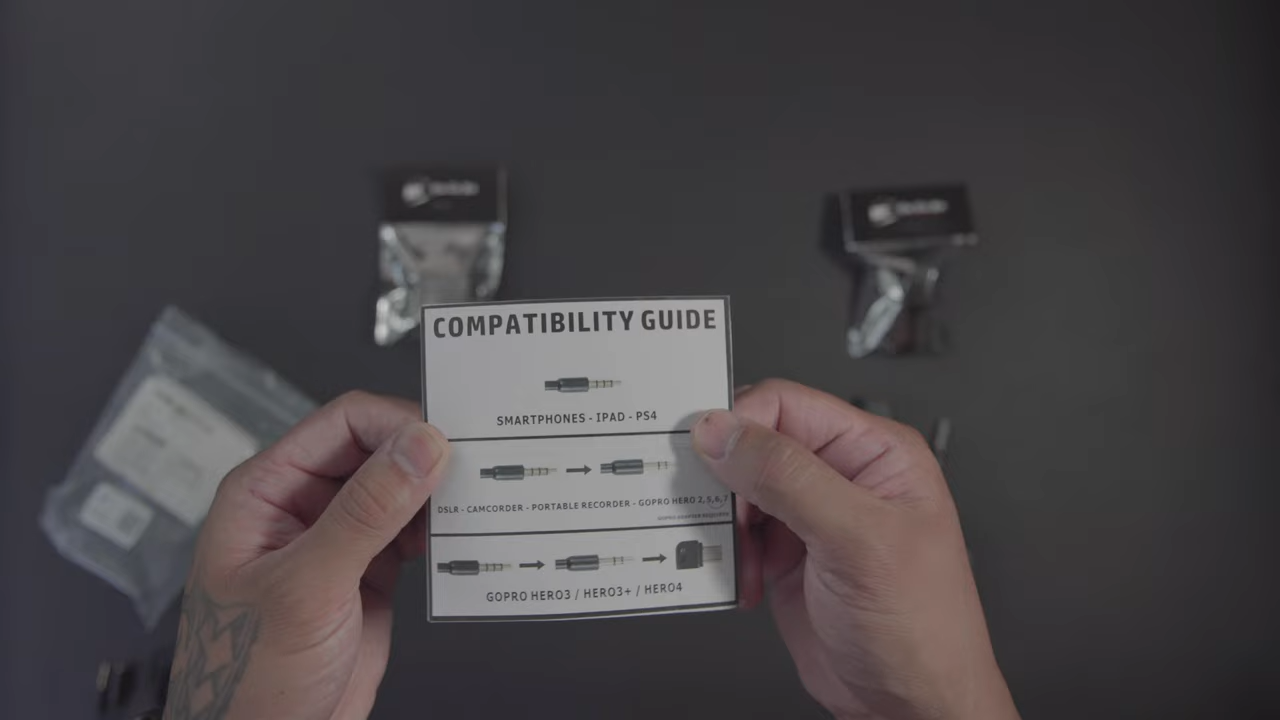 COMPATIBILITY GUIDE
SMARTPHONES - IPAD - PS4
DSLR - CAMCORDER - PORTABLE RECORDER - GOPRO HERO 2, 5, 6, 7
GOPRO HERO3 / HERO3+ / HERO4